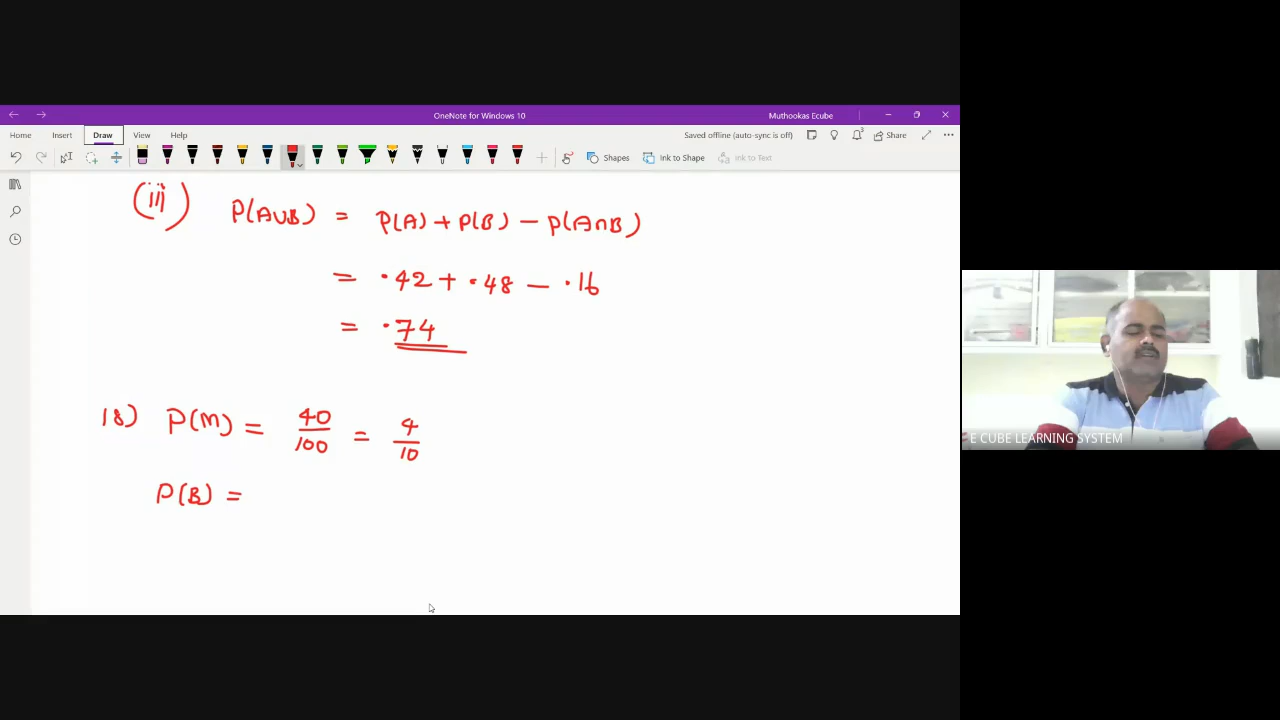 OneNote for Windows 10
Muthookas Ecube
Home Insert Draw View Help
Saved offline (auto-sync is off)
3
Share
Shapes
Ink to Shape
Ink to Text
(iii) P(A∪B) = P(A) + P(B) − P(A∩B)
= .42 + .48 − .16
= .74
18) P(M) = 40/100 = 4/10
P(B) =
E CUBE LEARNING SYSTEM